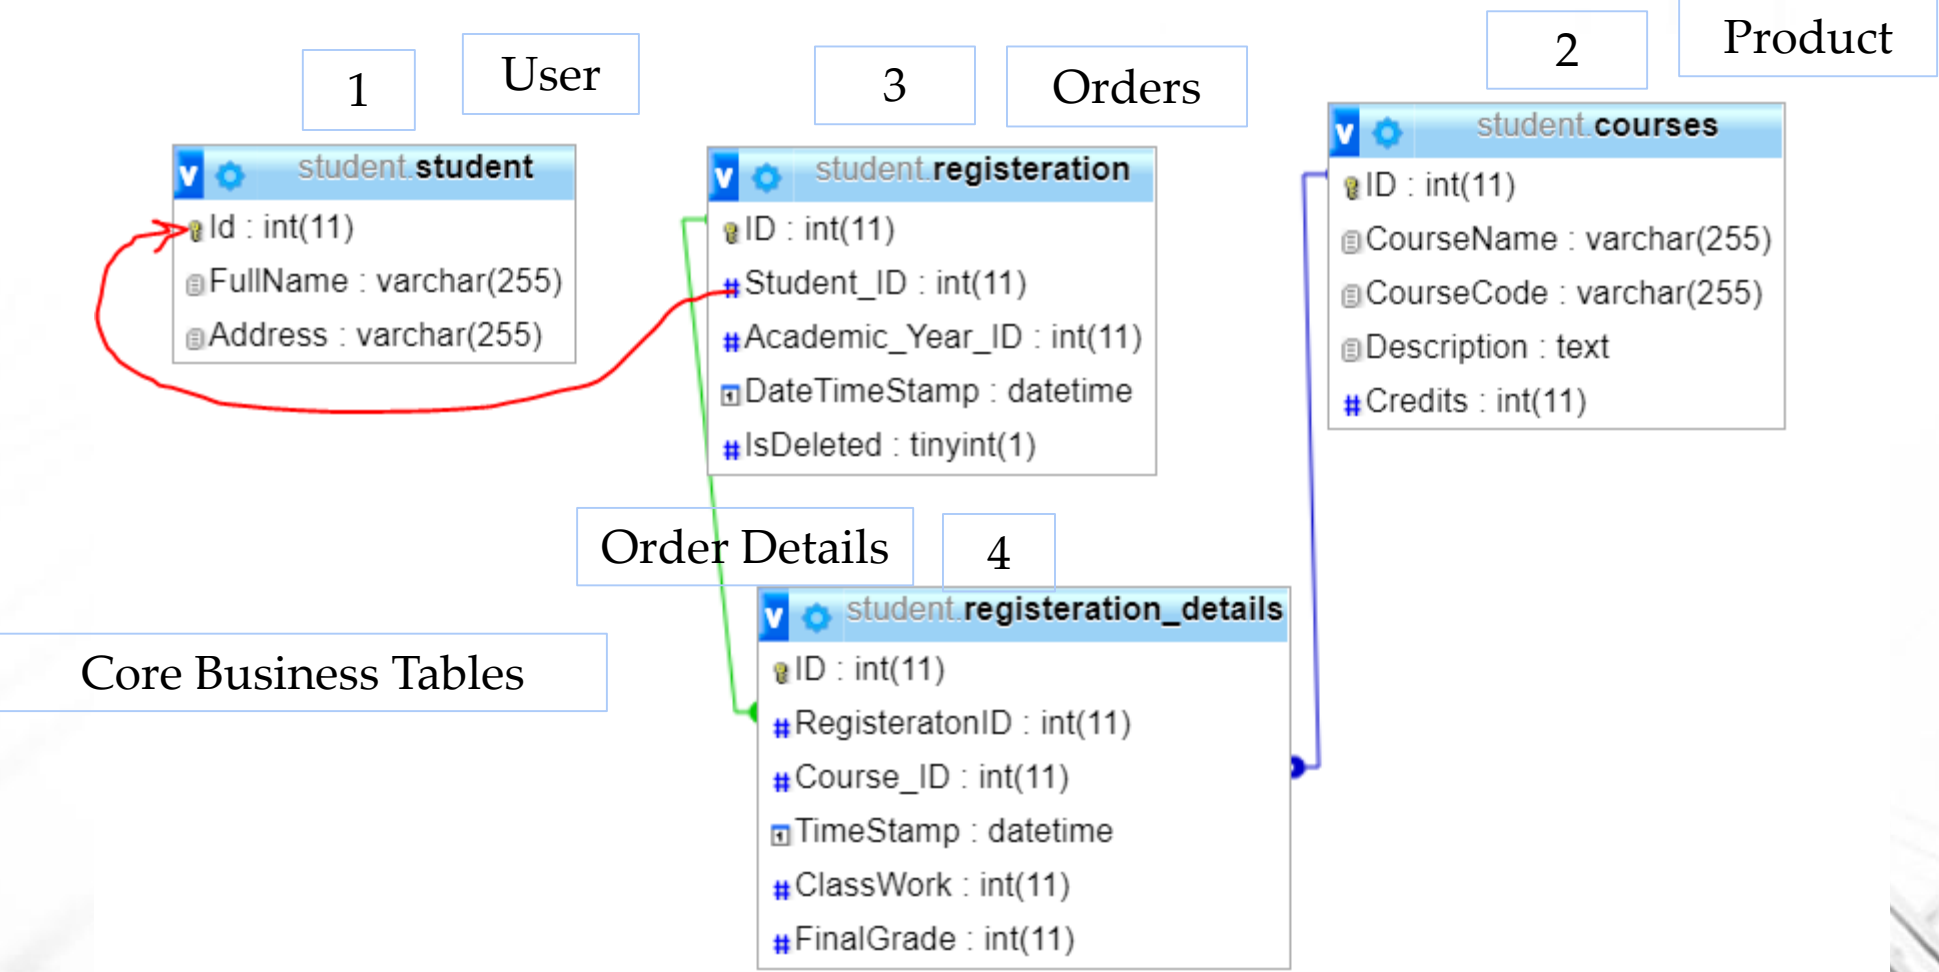 1
User
student.student
Id : int(11)
FullName : varchar(255)
Address : varchar(255)
3
Orders
student.registeration
ID : int(11)
Student_ID : int(11)
Academic_Year_ID : int(11)
DateTimeStamp : datetime
IsDeleted : tinyint(1)
2
Product
student.courses
ID : int(11)
CourseName : varchar(255)
CourseCode : varchar(255)
Description : text
Credits : int(11)
Order Details
4
student.registeration_details
ID : int(11)
RegisteratonID : int(11)
Course_ID : int(11)
TimeStamp : datetime
ClassWork : int(11)
FinalGrade : int(11)
Core Business Tables